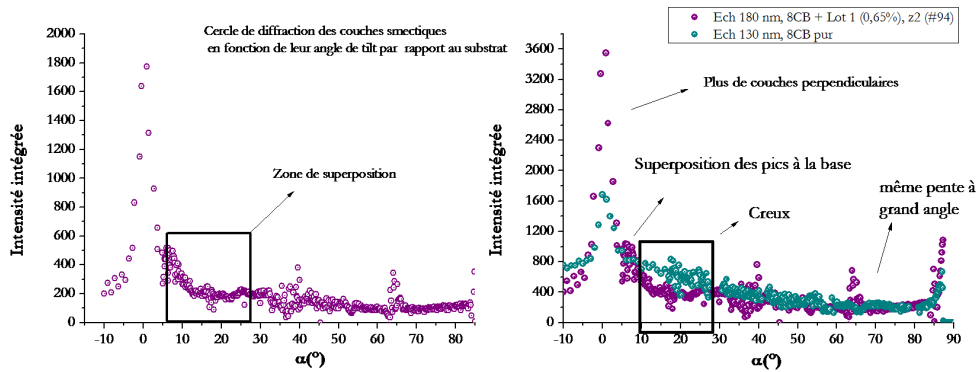 Cercle de diffraction des couches smectiques
en fonction de leur angle de tilt par rapport au substrat
Zone de superposition
Intensité intégrée
2000
1800
1600
1400
1200
1000
800
600
400
200
0
-10 0 10 20 30 40 50 60 70 80
α(°)
Ech 180 nm, 8CB + Lot 1 (0,65%), z2 (#94)
Ech 130 nm, 8CB pur
Plus de couches perpendiculaires
Superposition des pics à la base
même pente à
grand angle
Creux
Intensité intégrée
3600
3200
2800
2400
2000
1600
1200
800
400
0
-10 0 10 20 30 40 50 60 70 80 90
α(°)